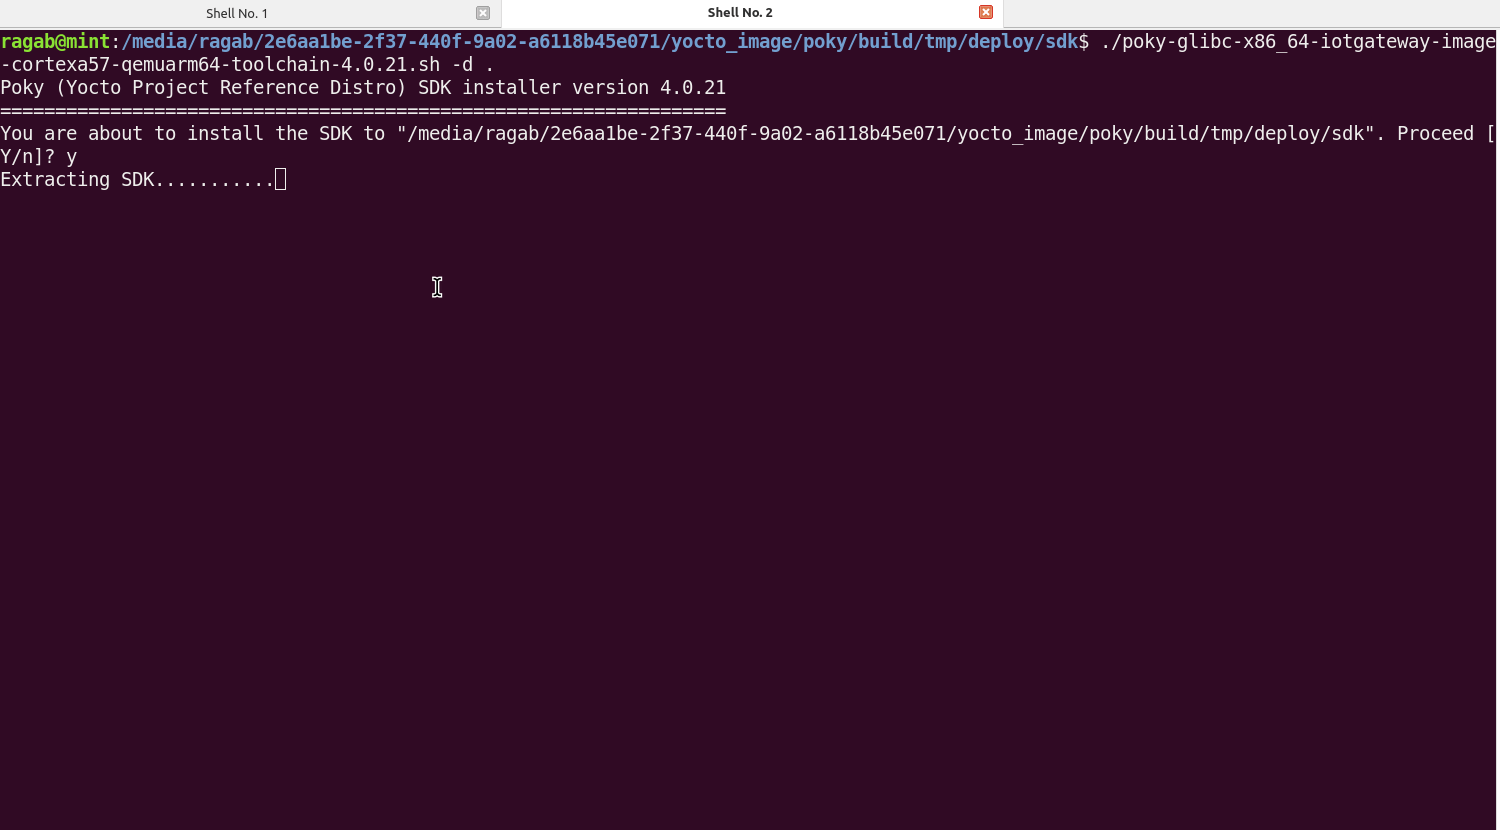 Shell No. 1
Shell No. 2
ragab@mint:/media/ragab/2e6aa1be-2f37-440f-9a02-a6118b45e071/yocto_image/poky/build/tmp/deploy/sdk$ ./poky-glibc-x86_64-iotgateway-image
-cortexa57-qemuarm64-toolchain-4.0.21.sh -d .
Poky (Yocto Project Reference Distro) SDK installer version 4.0.21
==================================================================
You are about to install the SDK to "/media/ragab/2e6aa1be-2f37-440f-9a02-a6118b45e071/yocto_image/poky/build/tmp/deploy/sdk". Proceed [
Y/n]? y
Extracting SDK...........